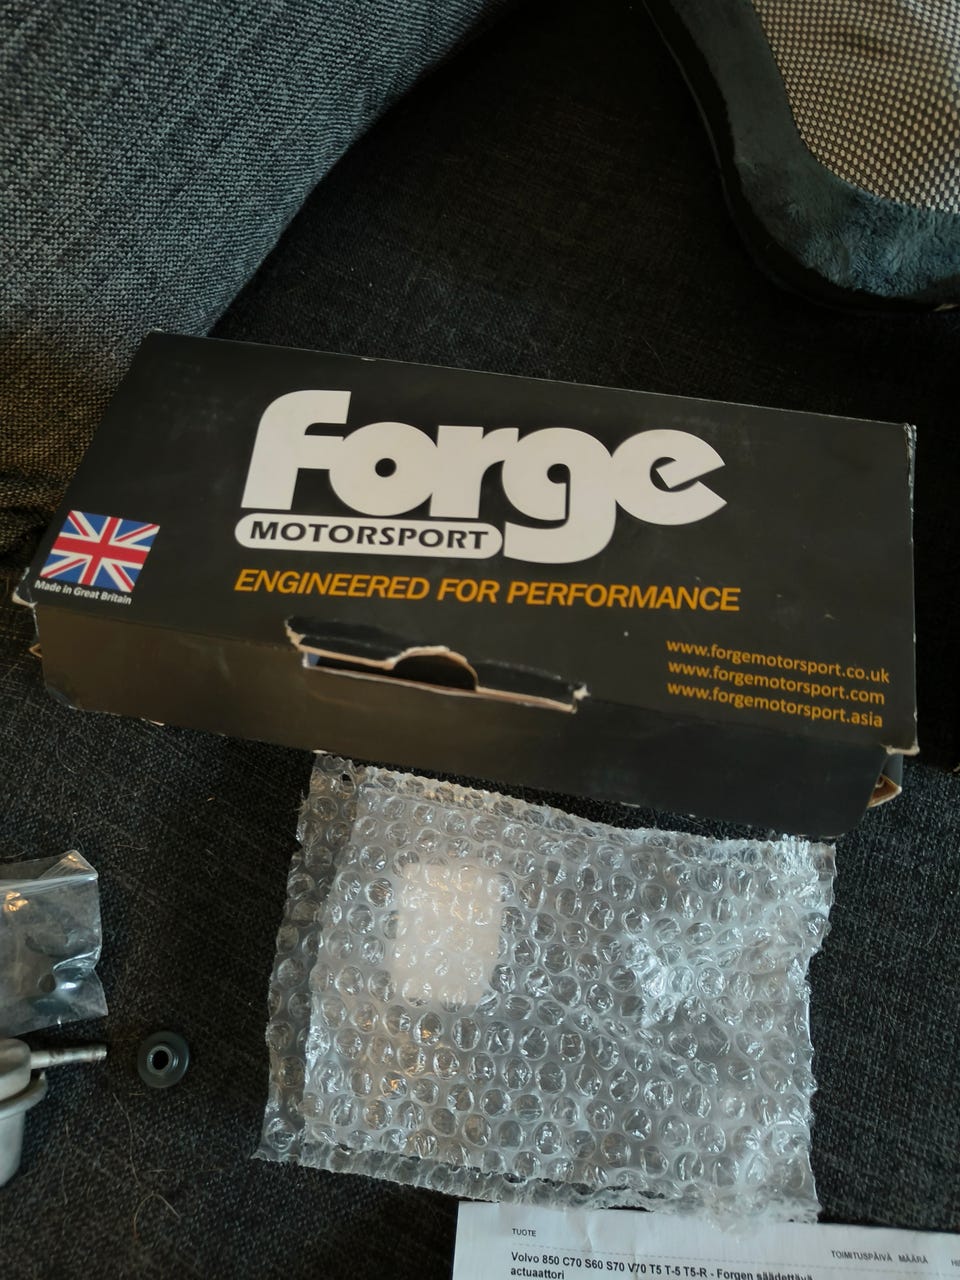 forge
MOTORSPORT
ENGINEERED FOR PERFORMANCE
Made in Great Britain
www.forgemotorsport.co.uk
www.forgemotorsport.com
www.forgemotorsport.asia
TUOTE
TOIMITUSPÄIVÄ MÄÄRÄ
Volvo 850 C70 S60 S70 V70 T5 T-5 T5-R - Forgen säädettävä
actuaattori